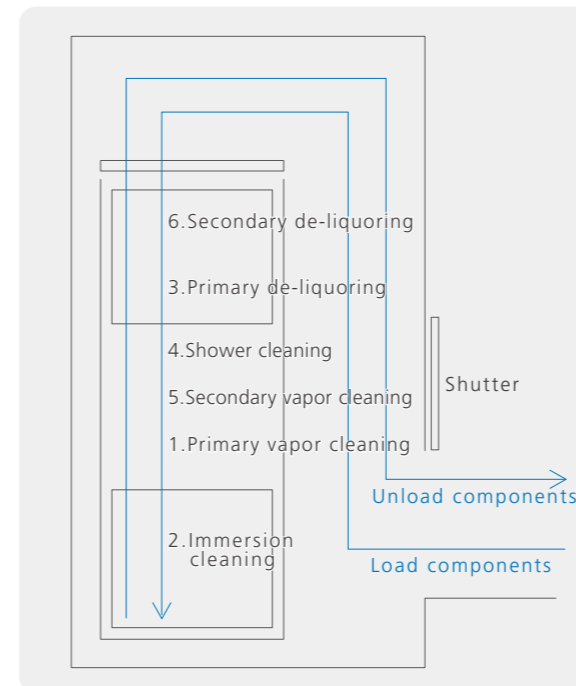 6.Secondary de-liquoring
3.Primary de-liquoring
4.Shower cleaning
5.Secondary vapor cleaning
Shutter
1.Primary vapor cleaning
Unload components
2.Immersion
cleaning
Load components